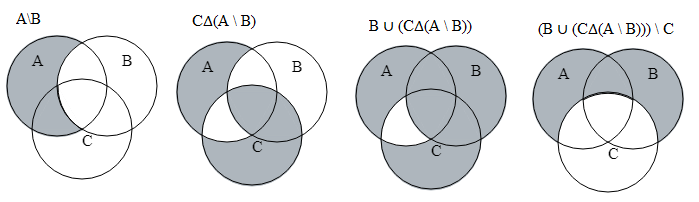 A\B
CΔ(A \ B)
B ∪ (CΔ(A \ B))
(B ∪ (CΔ(A \ B))) \ C
A B
C
A B
C
A B
C
A B
C